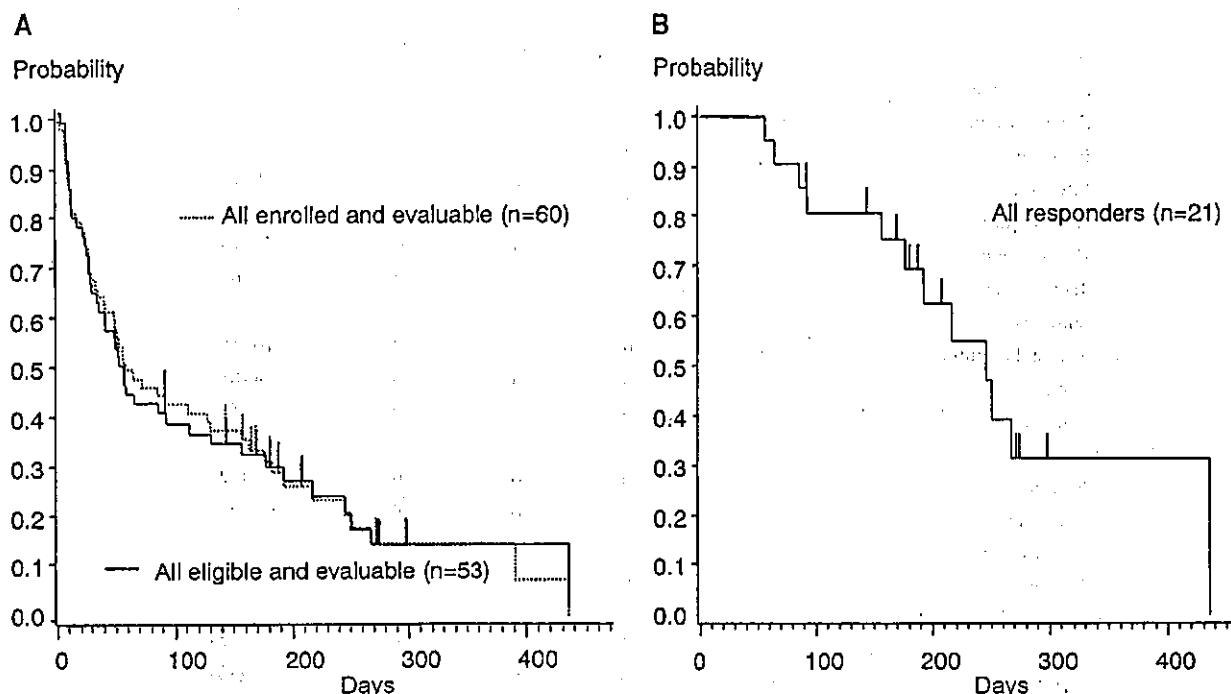 A
Probability
1.0
0.9
0.8
0.7
0.6
0.5
0.4
0.3
0.2
0.1
0.0
All enrolled and evaluable (n=60)
All eligible and evaluable (n=53)
0 100 200 300 400
Days
B
Probability
1.0
0.9
0.8
0.7
0.6
0.5
0.4
0.3
0.2
0.1
0.0
All responders (n=21)
0 100 200 300 400
Days